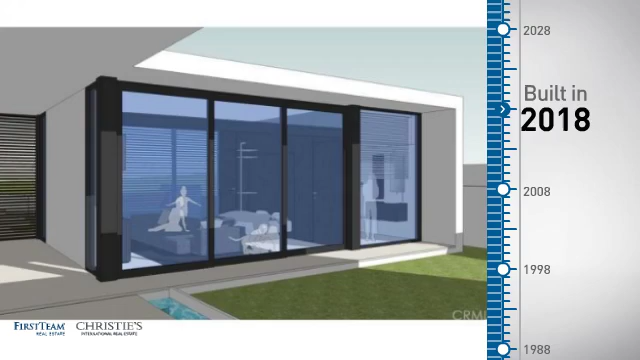 2028
Built in
2018
2008
1998
1988
CRM
FIRSTTEAM
REAL ESTATE
CHRISTIE'S
INTERNATIONAL REAL ESTATE